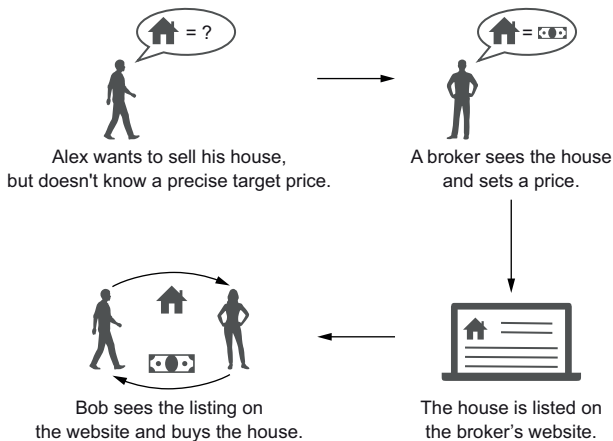 = ?
=
Alex wants to sell his house,
but doesn't know a precise target price.
A broker sees the house
and sets a price.
Bob sees the listing on
the website and buys the house.
The house is listed on
the broker’s website.